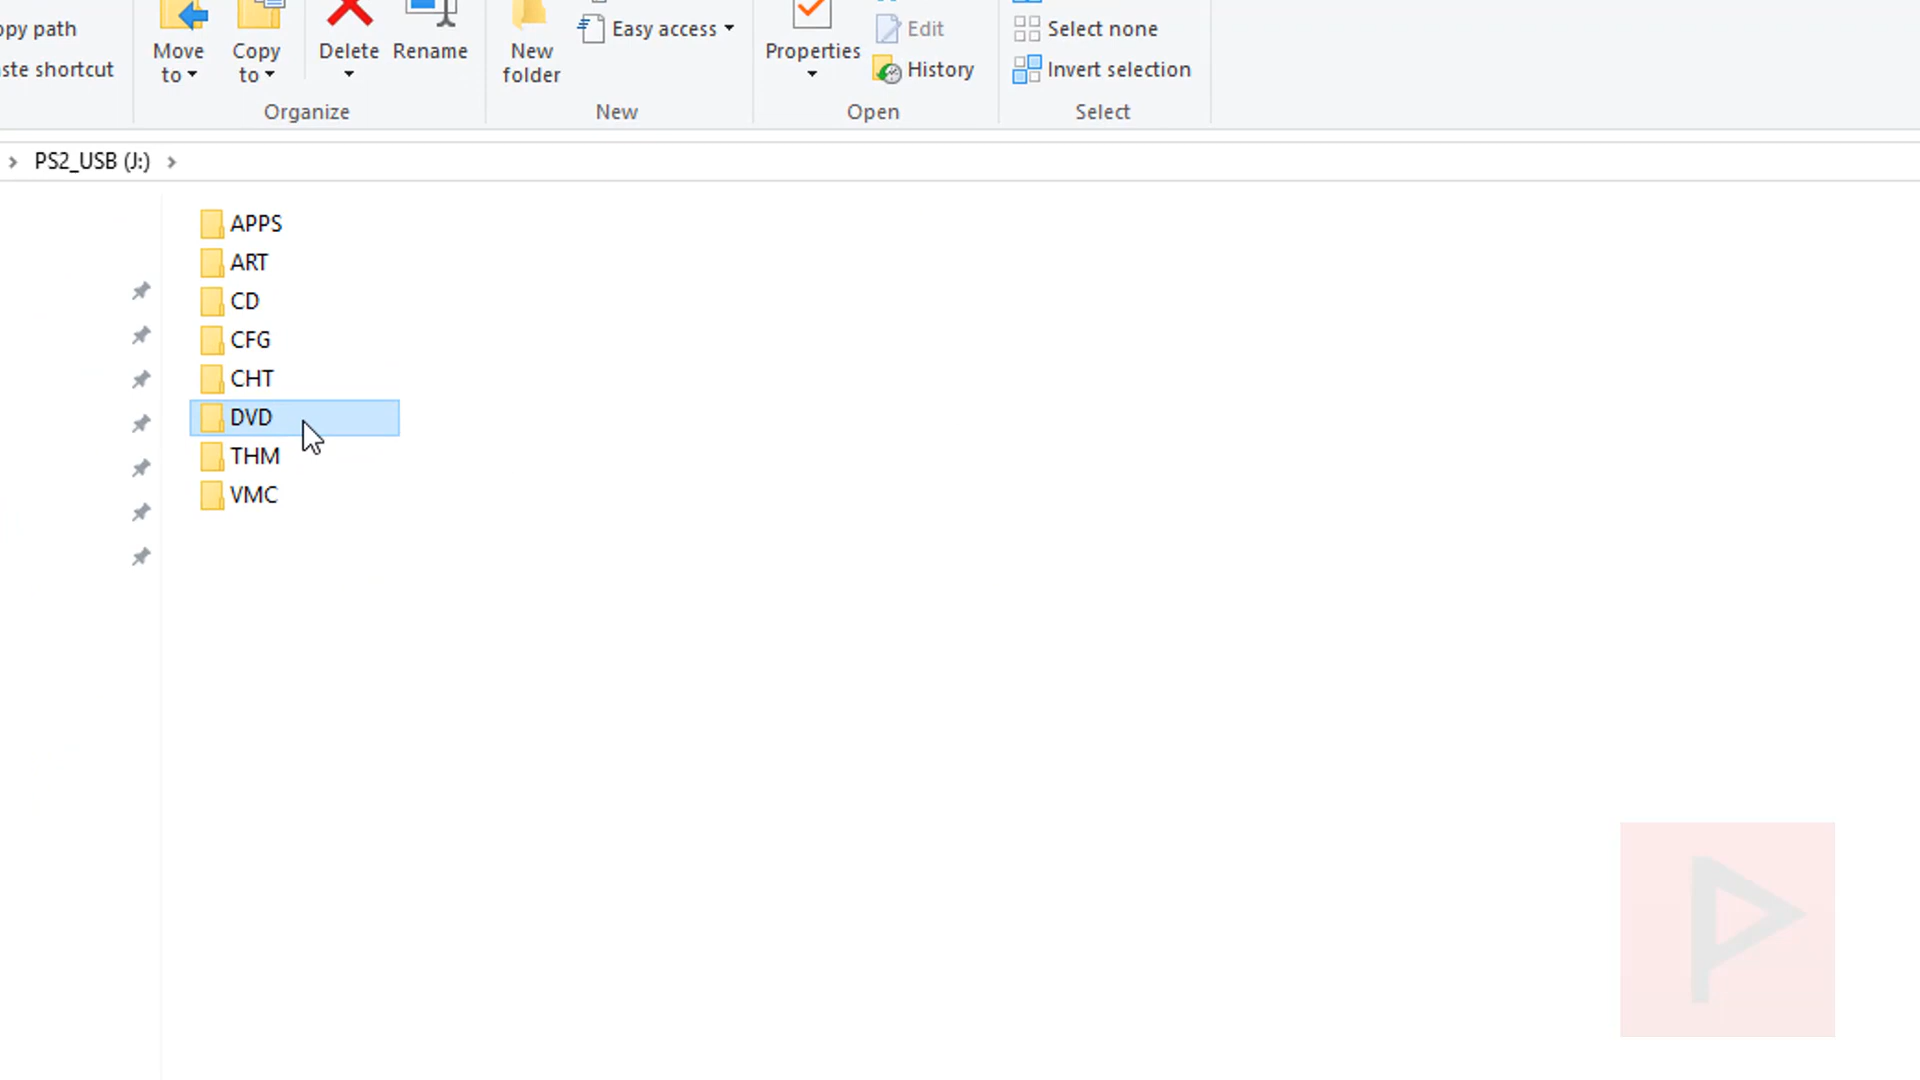 opy path
ste shortcut
Move to
Copy to
Delete
Rename
Organize
New folder
Easy access
New
Properties
Edit
History
Open
Select none
Invert selection
Select
PS2_USB (J:)
APPS
ART
CD
CFG
CHT
DVD
THM
VMC